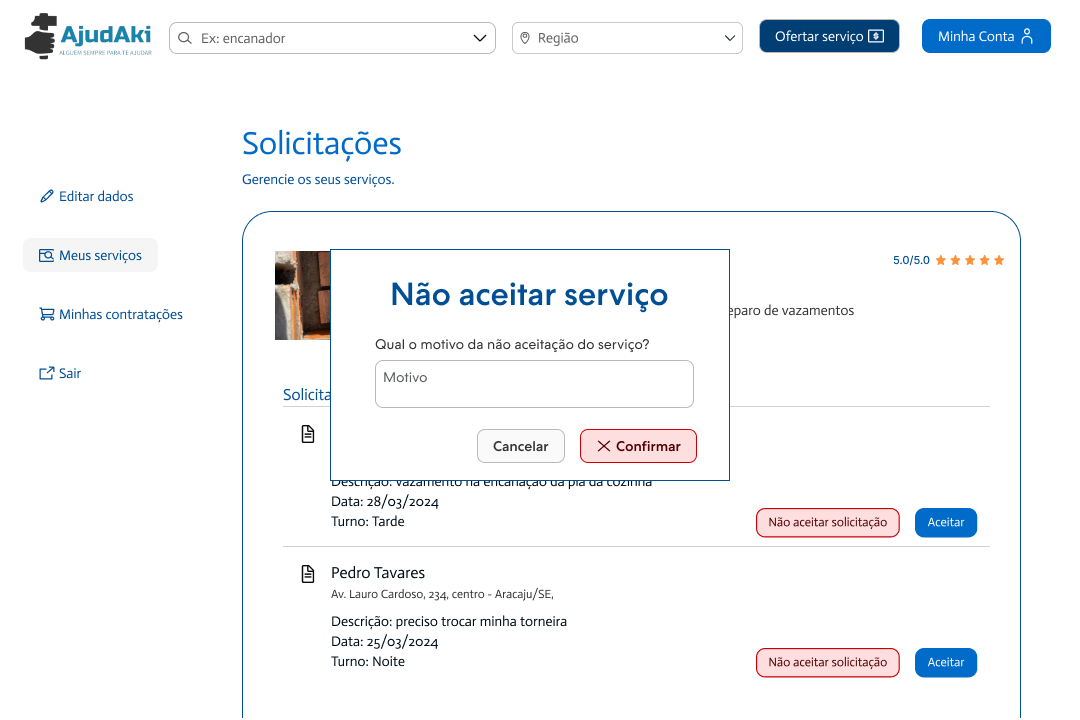 AjudAki
ALGUÉM SEMPRE PARA TE AJUDAR
Ex: encanador
Região
Ofertar serviço
Minha Conta
Solicitações
Gerencie os seus serviços.
Editar dados
Meus serviços
Minhas contratações
Sair
5.0/5.0
eparo de vazamentos
Não aceitar serviço
Qual o motivo da não aceitação do serviço?
Motivo
Cancelar
Confirmar
Solicita
Descrição: vazamento na encanação da pia da cozinha
Data: 28/03/2024
Turno: Tarde
Não aceitar solicitação
Aceitar
Pedro Tavares
Av. Lauro Cardoso, 234, centro - Aracaju/SE,
Descrição: preciso trocar minha torneira
Data: 25/03/2024
Turno: Noite
Não aceitar solicitação
Aceitar